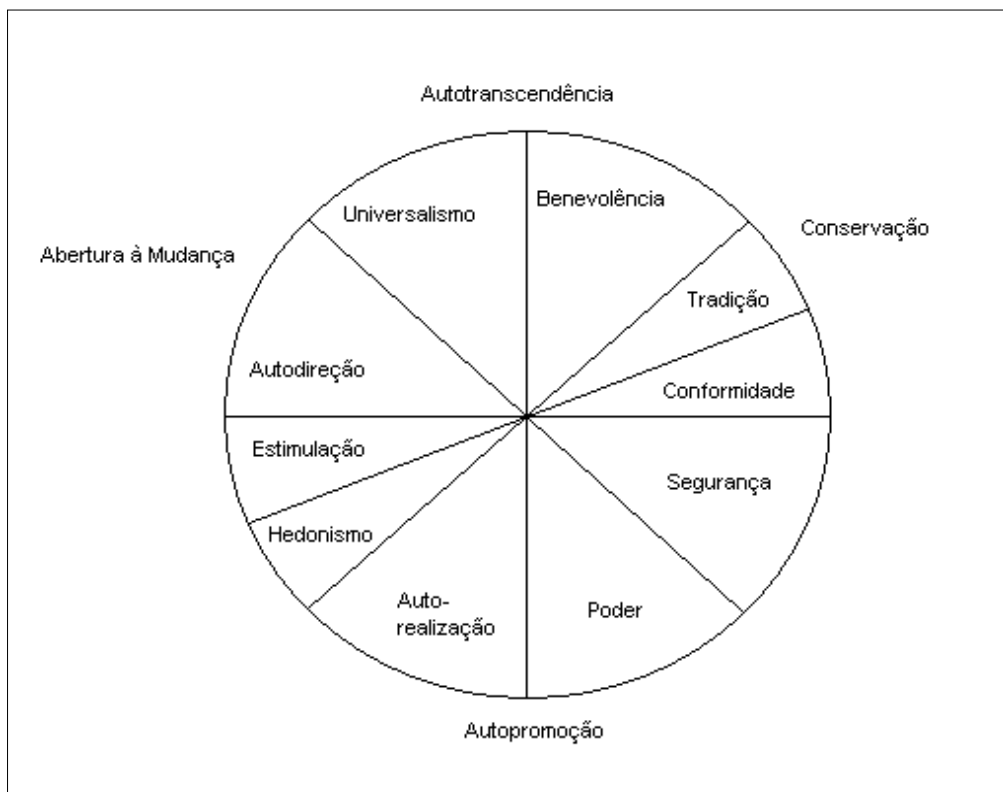 Autotranscendência
Universalismo
Benevolência
Conservação
Abertura à Mudança
Tradição
Autodireção
Conformidade
Estimulação
Segurança
Hedonismo
Auto-
realização
Poder
Autopromoção